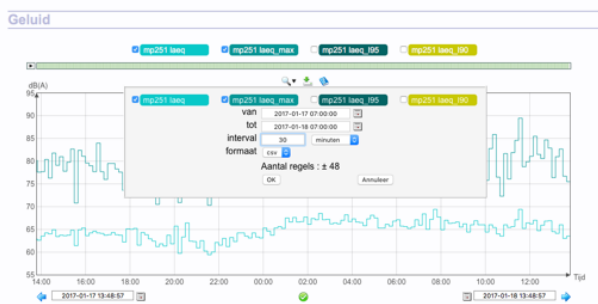 Geluid
mp251 laeq mp251 laeq_max mp251 laeq_l95 mp251 laeq_l90
dB(A)
mp251 laeq mp251 laeq_max mp251 laeq_l95 mp251 laeq_l90
van 2017-01-17 07:00:00
tot 2017-01-18 07:00:00
interval 30 minuten
formaat csv
Aantal regels : ± 48
OK Annuleer
95
90
85
80
75
70
65
60
55
14:00 16:00 18:00 20:00 22:00 00:00 02:00 04:00 06:00 08:00 10:00 12:00 Tijd
2017-01-17 13:48:57 2017-01-18 13:48:57